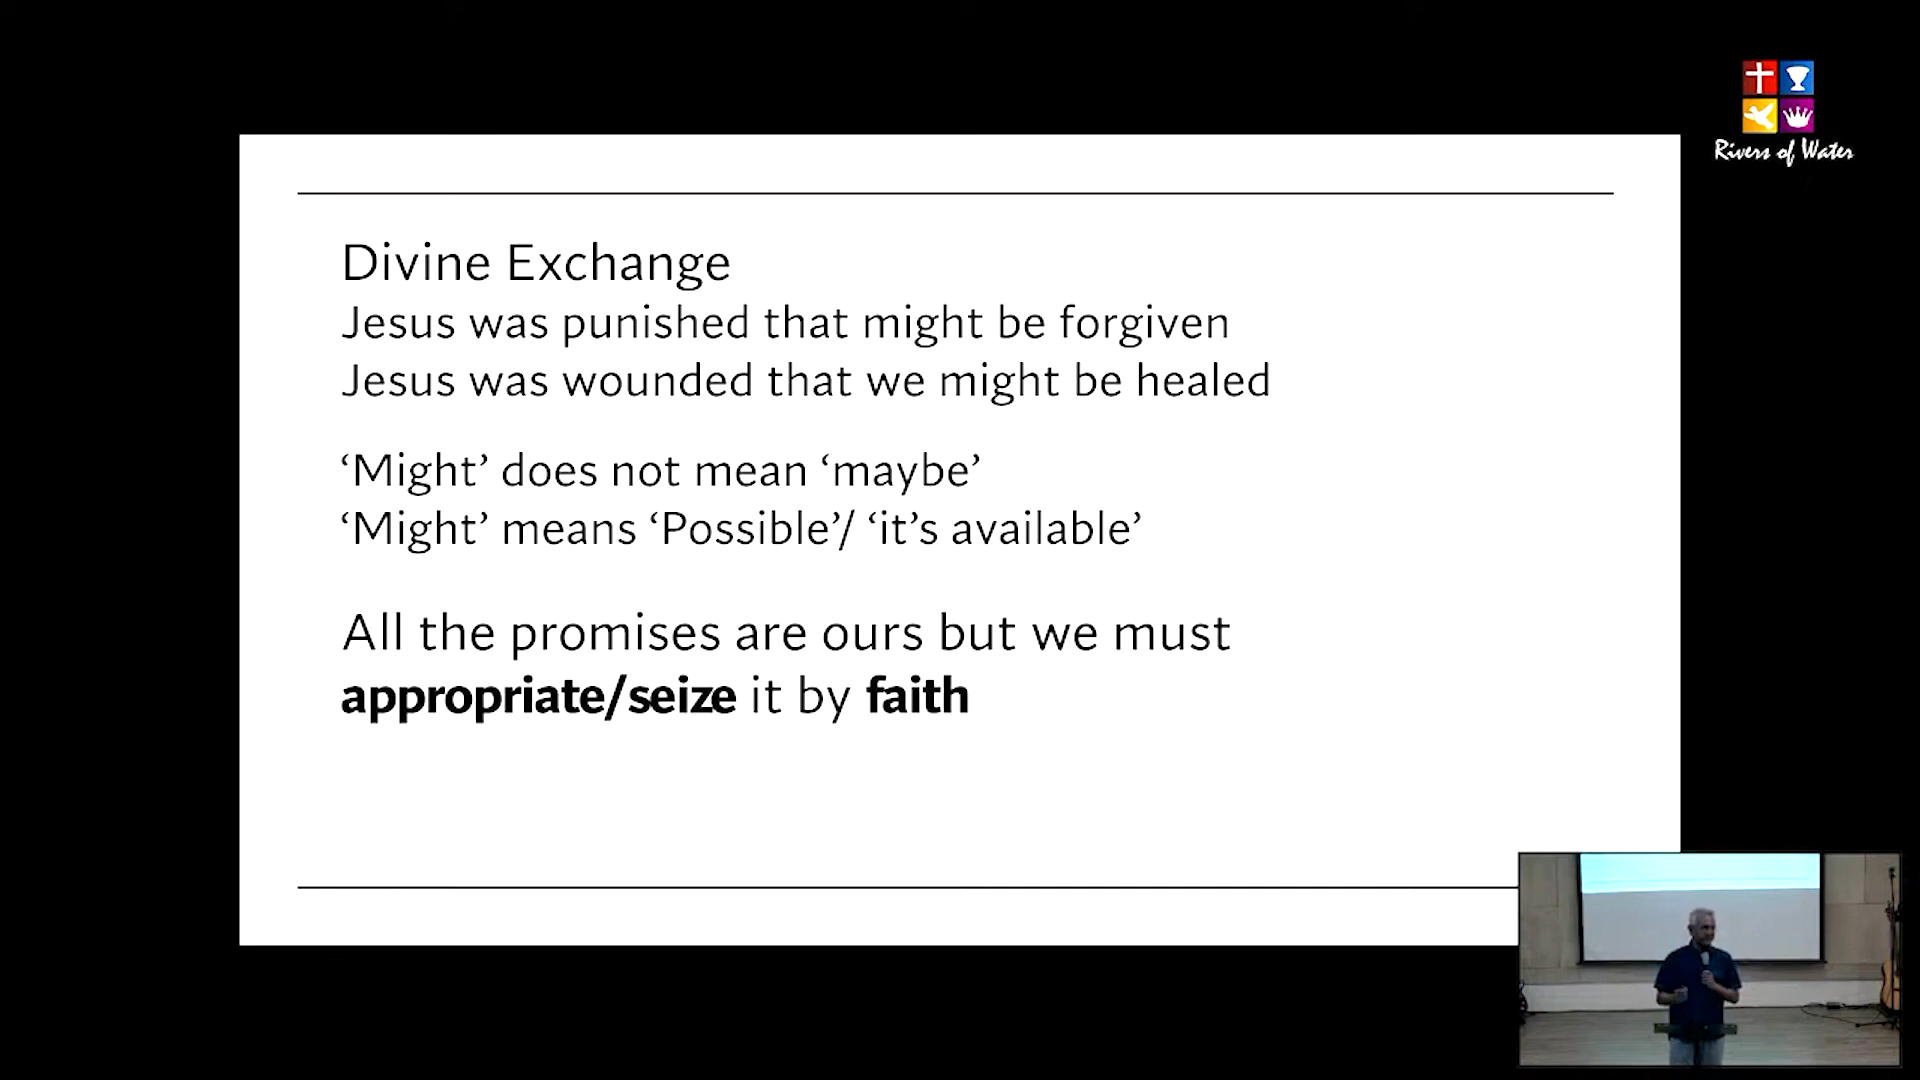 Rivers of Water
Divine Exchange
Jesus was punished that might be forgiven
Jesus was wounded that we might be healed
‘Might’ does not mean ‘maybe’
‘Might’ means ‘Possible’/ ‘it’s available’
All the promises are ours but we must
appropriate/seize it by faith